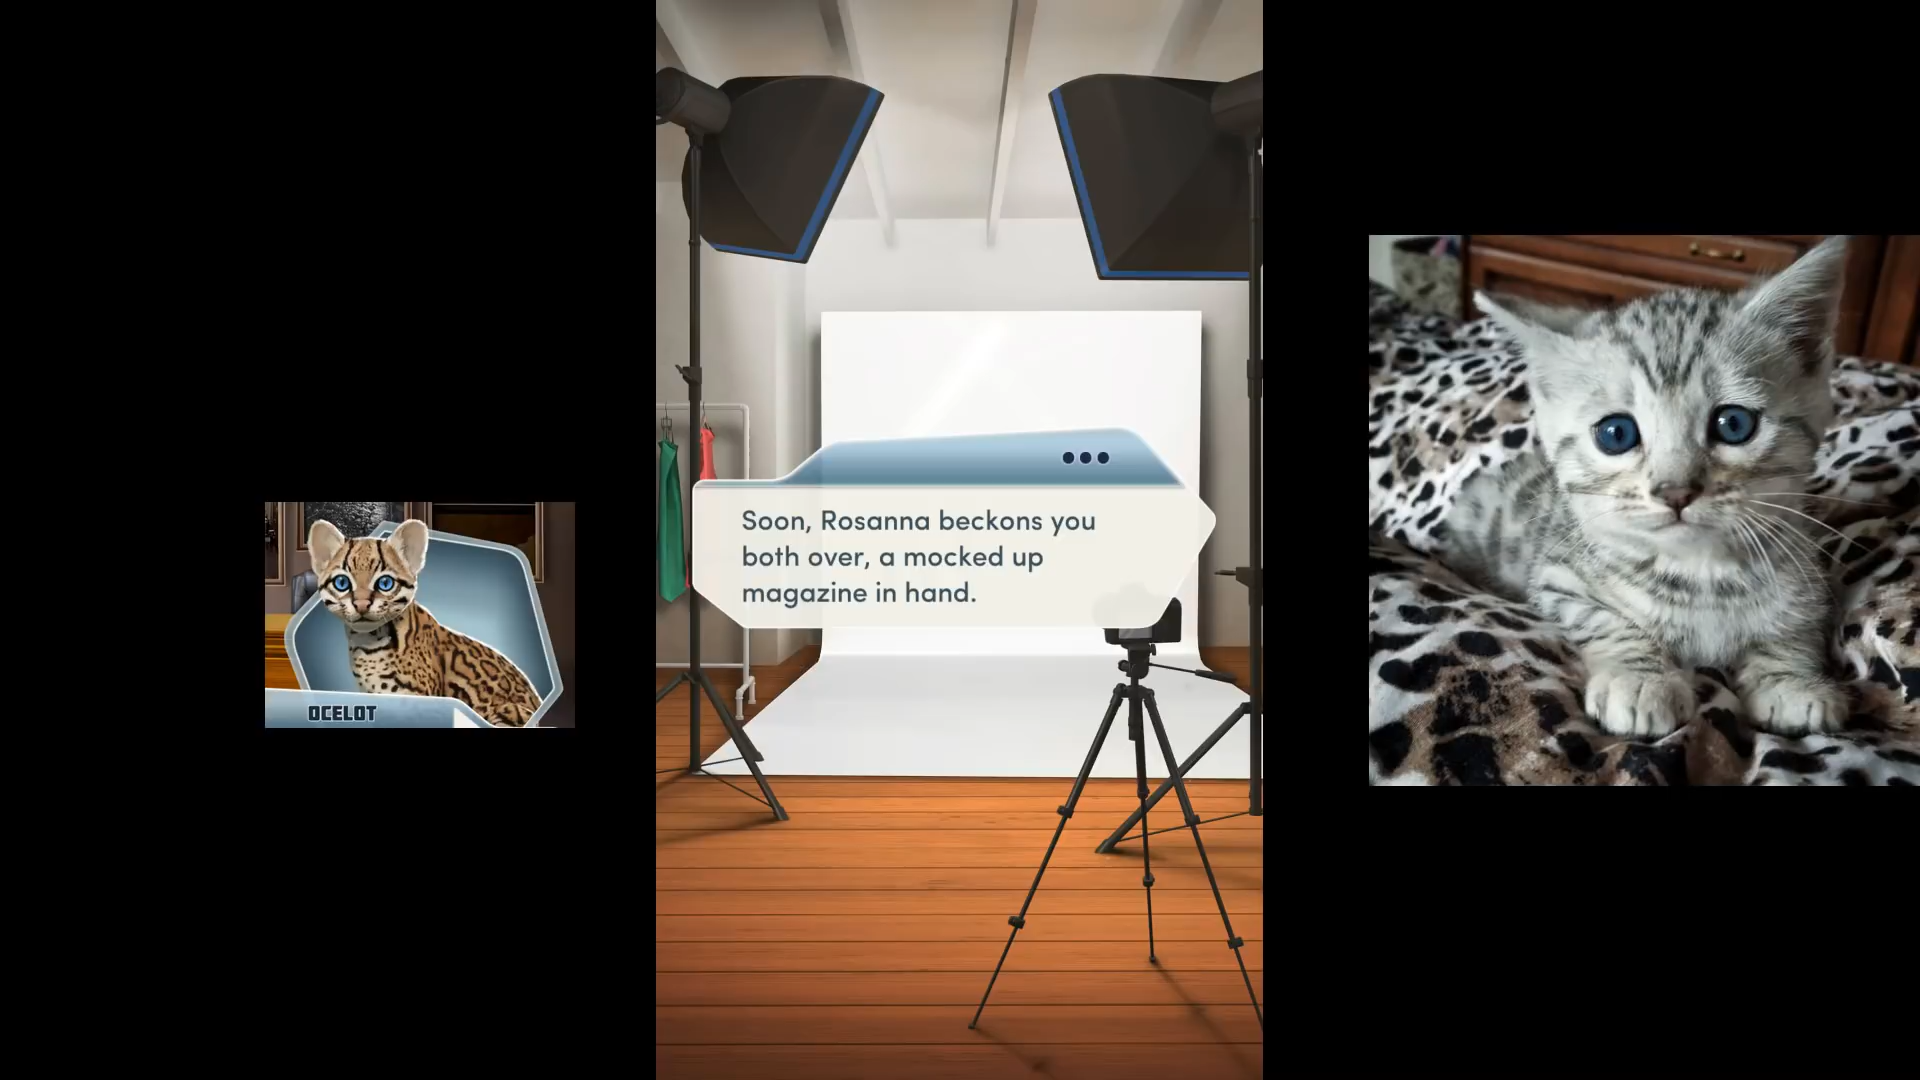 Soon, Rosanna beckons you
both over, a mocked up
magazine in hand.
OCELOT